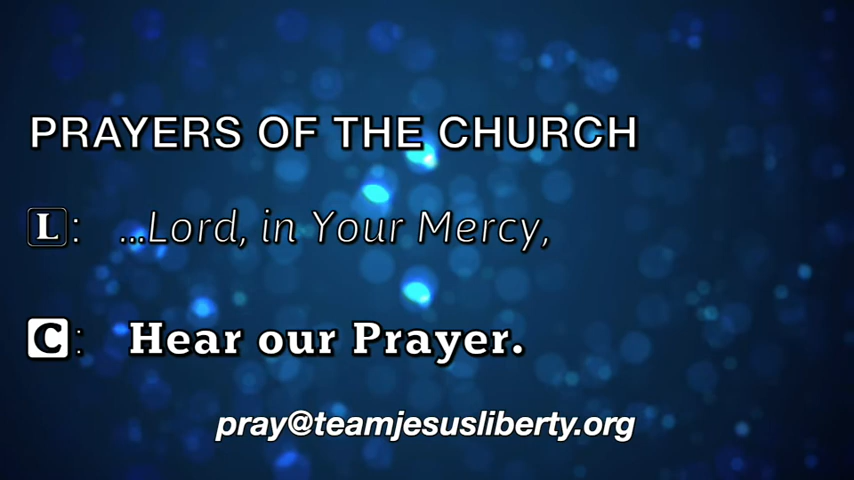 PRAYERS OF THE CHURCH
L: ...Lord, in Your Mercy,
C: Hear our Prayer.
pray@teamjesusliberty.org